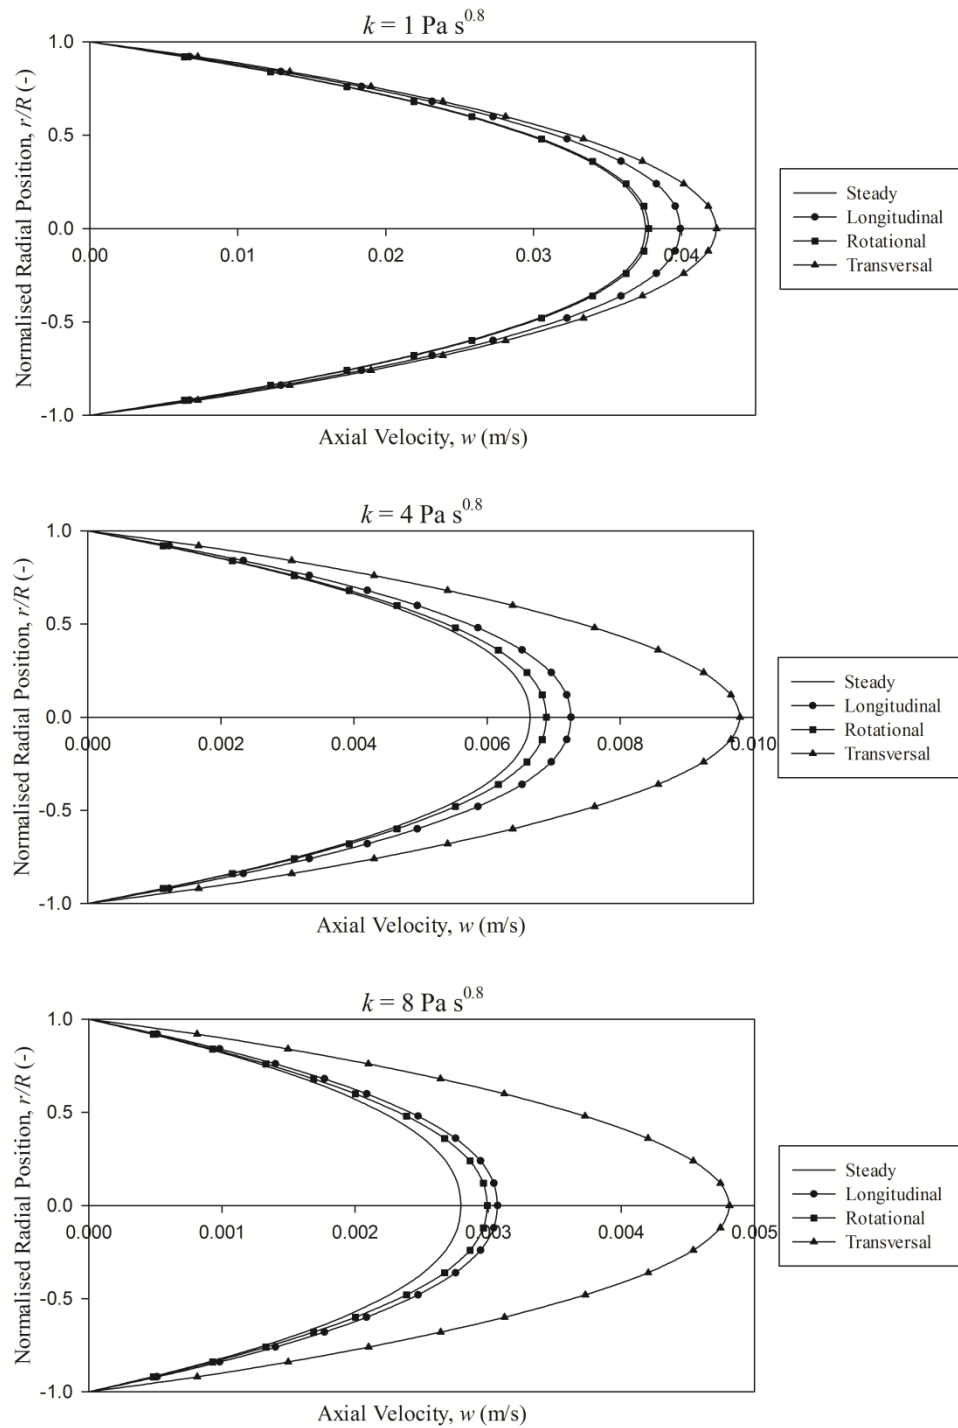 k = 1 Pa s^0.8
Normalised Radial Position, r/R (-)
1.0
0.5
0.0
-0.5
-1.0
0.00 0.01 0.02 0.03 0.04
Axial Velocity, w (m/s)
Steady
Longitudinal
Rotational
Transversal
k = 4 Pa s^0.8
Normalised Radial Position, r/R (-)
1.0
0.5
0.0
-0.5
-1.0
0.000 0.002 0.004 0.006 0.008 0.010
Axial Velocity, w (m/s)
Steady
Longitudinal
Rotational
Transversal
k = 8 Pa s^0.8
Normalised Radial Position, r/R (-)
1.0
0.5
0.0
-0.5
-1.0
0.000 0.001 0.002 0.003 0.004 0.005
Axial Velocity, w (m/s)
Steady
Longitudinal
Rotational
Transversal